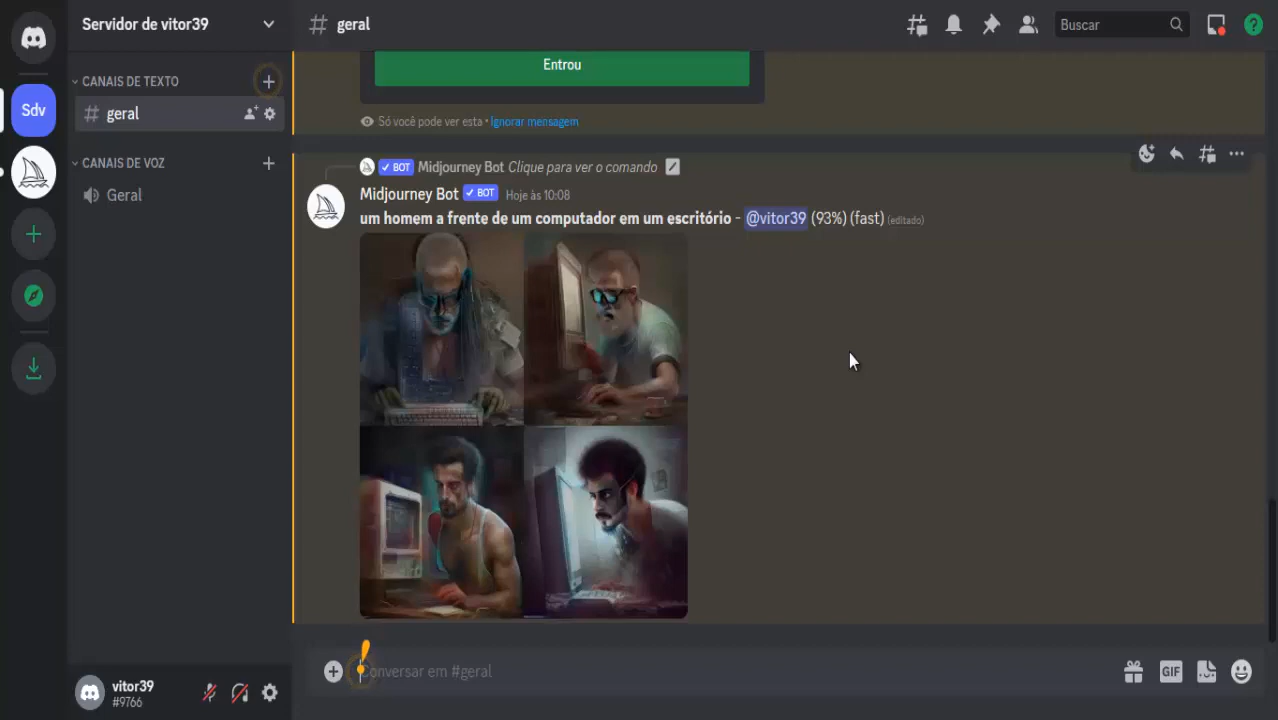 Servidor de vitor39
geral
Buscar
Sdv
CANAIS DE TEXTO
geral
CANAIS DE VOZ
Geral
Entrou
Só você pode ver esta • Ignorar mensagem
BOT Midjourney Bot Clique para ver o comando
Midjourney Bot BOT Hoje às 10:08
um homem a frente de um computador em um escritório - @vitor39 (93%) (fast) (editado)
Conversar em #geral
GIF
vitor39
#9766